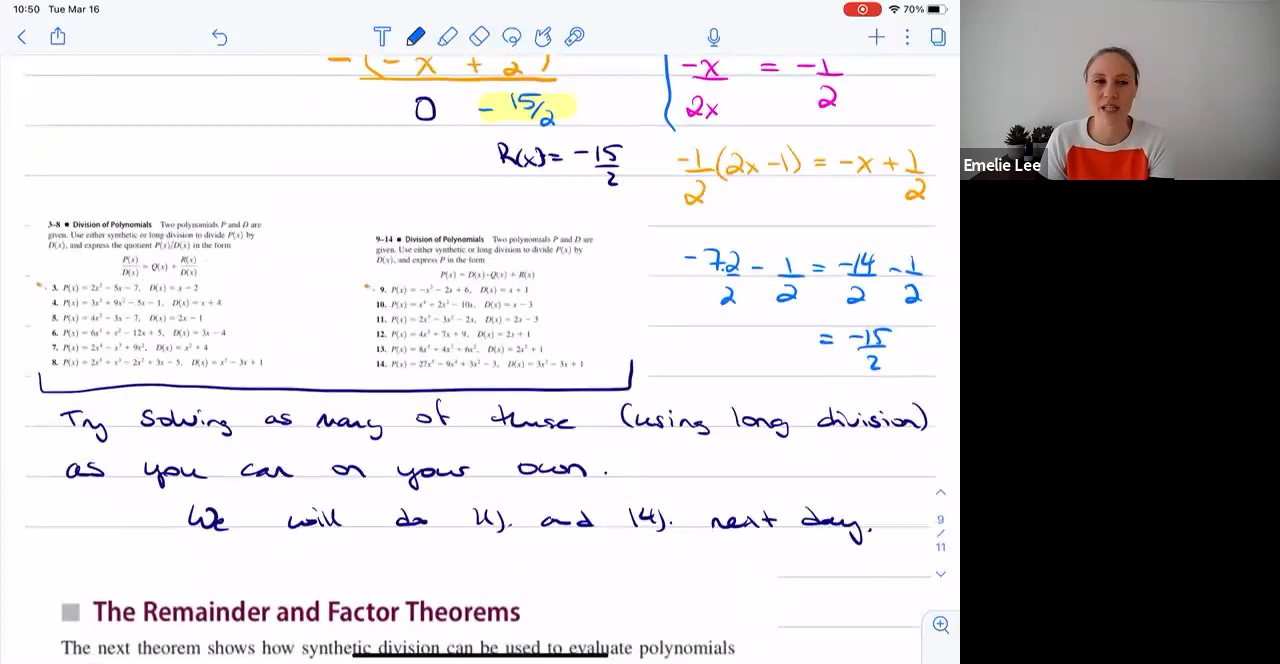 10:50 Tue Mar 16
70%
-(-x + 2)
0 -15/2
R(x) = -15/2
-x/2x = -1/2
-1/2(2x-1) = -x + 1/2
3–8 ■ Division of Polynomials Two polynomials P and D are
given. Use either synthetic or long division to divide P(x) by
D(x), and express the quotient P(x)/D(x) in the form
P(x)/D(x) = Q(x) + R(x)/D(x)
3. P(x) = 2x² − 5x − 7, D(x) = x − 2
4. P(x) = 3x³ + 9x² − 5x − 1, D(x) = x + 4
5. P(x) = 4x² − 3x − 7, D(x) = 2x − 1
6. P(x) = 6x³ + x² − 12x + 5, D(x) = 3x − 4
7. P(x) = 2x⁴ − x³ + 9x², D(x) = x² + 4
8. P(x) = 2x⁵ + x³ − 2x² + 3x − 5, D(x) = x² − 3x + 1
9–14 ■ Division of Polynomials Two polynomials P and D are
given. Use either synthetic or long division to divide P(x) by
D(x), and express P in the form
P(x) = D(x) · Q(x) + R(x)
9. P(x) = −x³ − 2x + 6, D(x) = x + 1
10. P(x) = x⁴ + 2x³ − 10x, D(x) = x − 3
11. P(x) = 2x³ − 3x² − 2x, D(x) = 2x − 3
12. P(x) = 4x³ + 7x + 9, D(x) = 2x + 1
13. P(x) = 8x⁴ + 4x³ + 6x², D(x) = 2x² + 1
14. P(x) = 27x⁵ − 9x⁴ + 3x² − 3, D(x) = 3x² − 3x + 1
-7·2/2 - 1/2 = -14/2 - 1/2
= -15/2
Try solving as many of these (using long division)
as you can on your own.
We will do 4). and 14). next day.
9
/
11
The Remainder and Factor Theorems
The next theorem shows how synthetic division can be used to evaluate polynomials
Emelie Lee